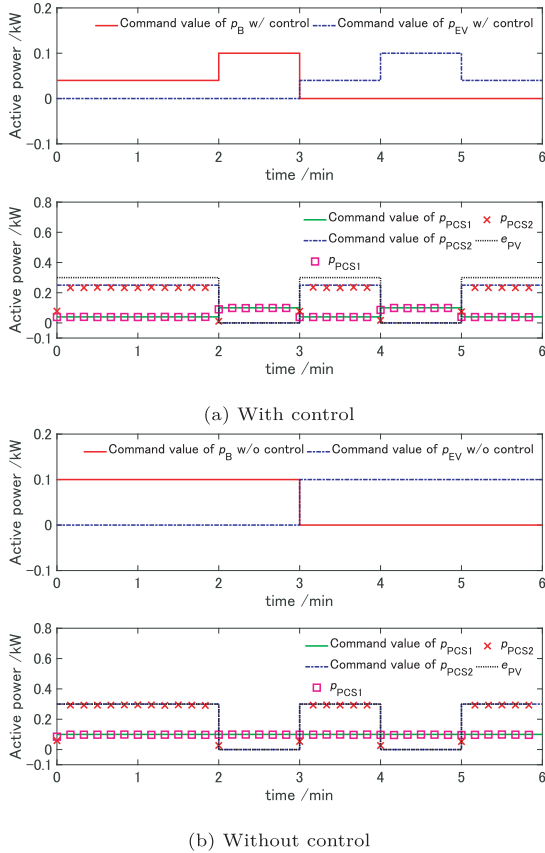 0.2
Command value of pB w/ control
Command value of pEV w/ control
0.1
0
−0.1
Active power /kW
0 1 2 3 4 5 6
time /min
0.8
Command value of pPCS1
pPCS2
0.6
Command value of pPCS2
ePV
0.4
pPCS1
0.2
−0.1
Active power /kW
0 1 2 3 4 5 6
time /min
(a) With control
0.2
Command value of pB w/o control
Command value of pEV w/o control
0.1
0
−0.1
Active power /kW
0 1 2 3 4 5 6
time /min
0.8
Command value of pPCS1
pPCS2
0.6
Command value of pPCS2
ePV
0.4
pPCS1
0.2
0
−0.1
Active power /kW
0 1 2 3 4 5 6
time /min
(b) Without control